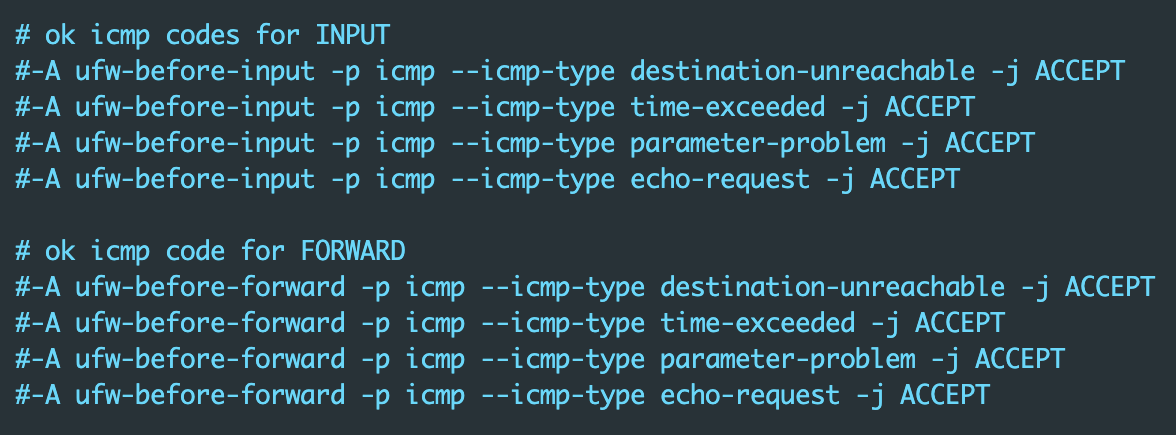 # ok icmp codes for INPUT
#-A ufw-before-input -p icmp --icmp-type destination-unreachable -j ACCEPT
#-A ufw-before-input -p icmp --icmp-type time-exceeded -j ACCEPT
#-A ufw-before-input -p icmp --icmp-type parameter-problem -j ACCEPT
#-A ufw-before-input -p icmp --icmp-type echo-request -j ACCEPT

# ok icmp code for FORWARD
#-A ufw-before-forward -p icmp --icmp-type destination-unreachable -j ACCEPT
#-A ufw-before-forward -p icmp --icmp-type time-exceeded -j ACCEPT
#-A ufw-before-forward -p icmp --icmp-type parameter-problem -j ACCEPT
#-A ufw-before-forward -p icmp --icmp-type echo-request -j ACCEPT